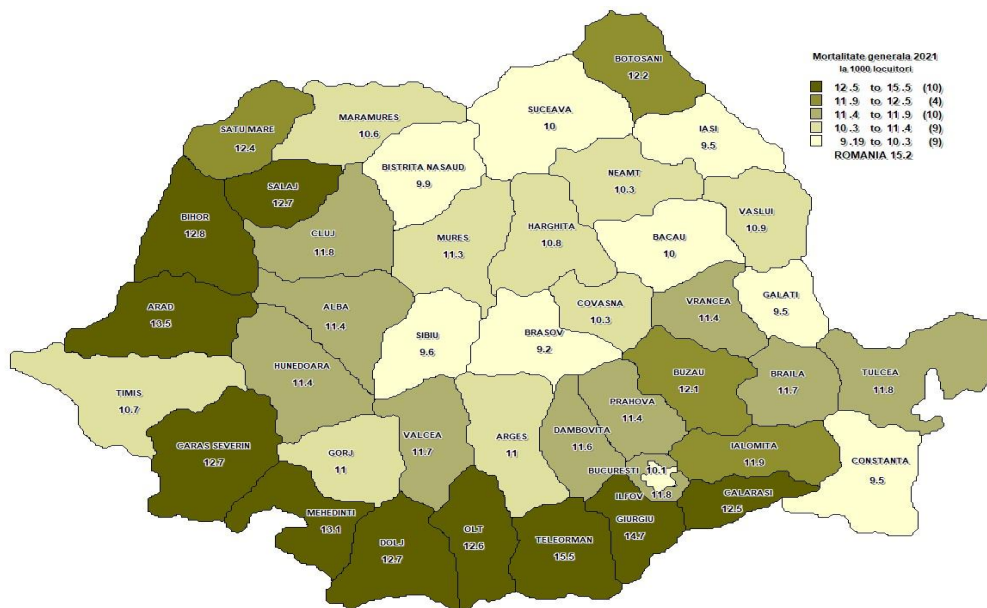 Mortalitate generala 2021
la 1000 locuitori
12.5 to 15.5 (10)
11.9 to 12.5 (4)
11.4 to 11.9 (10)
10.3 to 11.4 (9)
9.19 to 10.3 (9)
ROMANIA 15.2
BOTOSANI
12.2
SUCEAVA
10
MARAMURES
10.6
SATU MARE
12.4
IASI
9.5
BISTRITA NASAUD
9.9
NEAMT
10.3
SALAJ
12.7
BIHOR
12.8
CLUJ
11.8
MURES
11.3
HARGHITA
10.8
BACAU
10
VASLUI
10.9
ARAD
13.5
ALBA
11.4
SIBIU
9.6
BRASOV
9.2
COVASNA
10.3
VRANCEA
11.4
GALATI
9.5
TIMIS
10.7
HUNEDOARA
11.4
BUZAU
12.1
BRAILA
11.7
TULCEA
11.8
CARAS SEVERIN
12.7
GORJ
11
VALCEA
11.7
ARGES
11
DAMBOVITA
11.6
PRAHOVA
11.4
IALOMITA
11.9
CONSTANTA
9.5
BUCURESTI
10.1
ILFOV
11.8
MEHEDINTI
13.1
DOLJ
12.7
OLT
12.6
TELEORMAN
15.5
GIURGIU
14.7
CALARASI
12.5